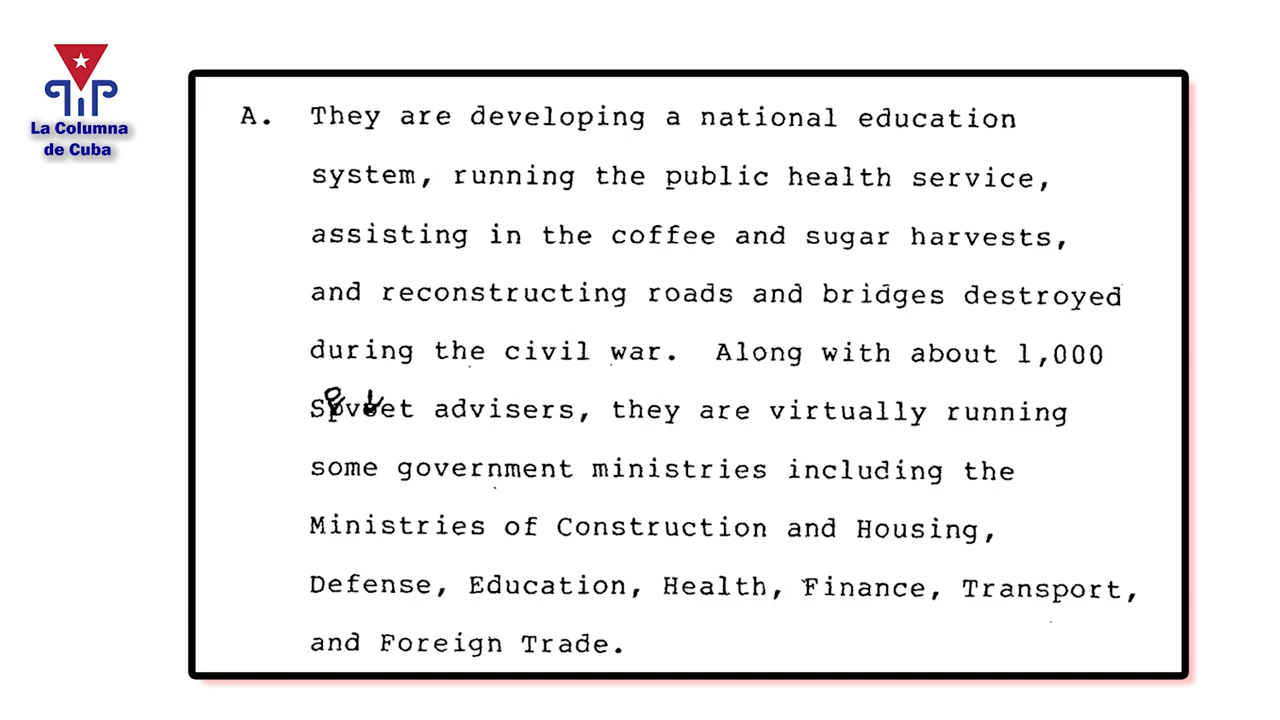 La Columna
de Cuba
A. They are developing a national education
system, running the public health service,
assisting in the coffee and sugar harvests,
and reconstructing roads and bridges destroyed
during the civil war. Along with about 1,000
Soviet advisers, they are virtually running
some government ministries including the
Ministries of Construction and Housing,
Defense, Education, Health, Finance, Transport,
and Foreign Trade.